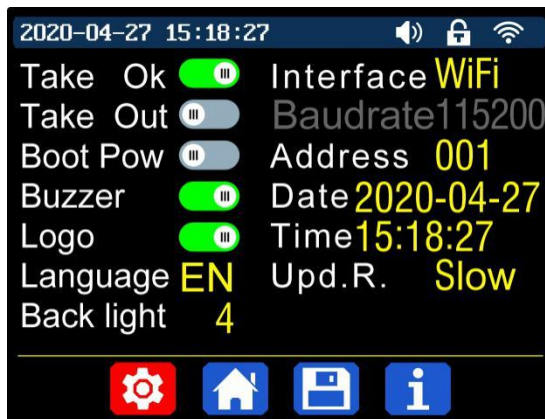 2020-04-27 15:18:27
Take Ok
Take Out
Boot Pow
Buzzer
Logo
Language EN
Back light 4
Interface WiFi
Baudrate115200
Address 001
Date 2020-04-27
Time 15:18:27
Upd.R. Slow
i